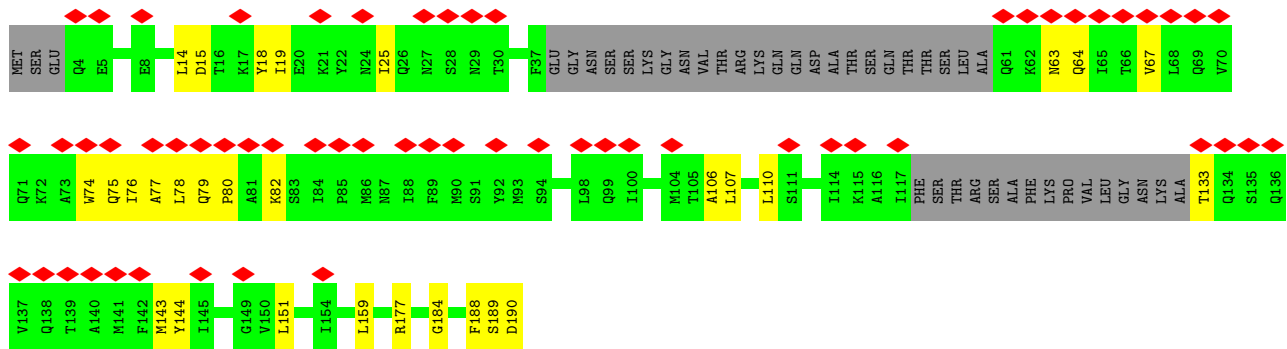 MET SER GLU Q4 E5 E8 L14 D15 T16 K17 Y18 I19 E20 K21 Y22 N24 I25 Q26 N27 S28 N29 T30 F37 GLU GLY ASN SER SER LYS GLY ASN VAL THR ARG LYS GLN GLN ASP ALA THR SER GLN THR THR SER LEU ALA Q61 K62 N63 Q64 I65 T66 V67 L68 Q69 V70
Q71 K72 A73 W74 Q75 I76 A77 L78 Q79 P80 A81 K82 S83 I84 P85 M86 N87 I88 F89 M90 S91 Y92 M93 S94 L98 Q99 I100 M104 T105 A106 L107 L110 S111 I114 K115 A116 I117 PHE SER THR ARG SER ALA PHE LYS PRO VAL LEU GLY ASN LYS ALA T133 Q134 S135 Q136
V137 Q138 T139 A140 M141 F142 M143 Y144 I145 G149 V150 L151 I154 L159 R177 G184 F188 S189 D190